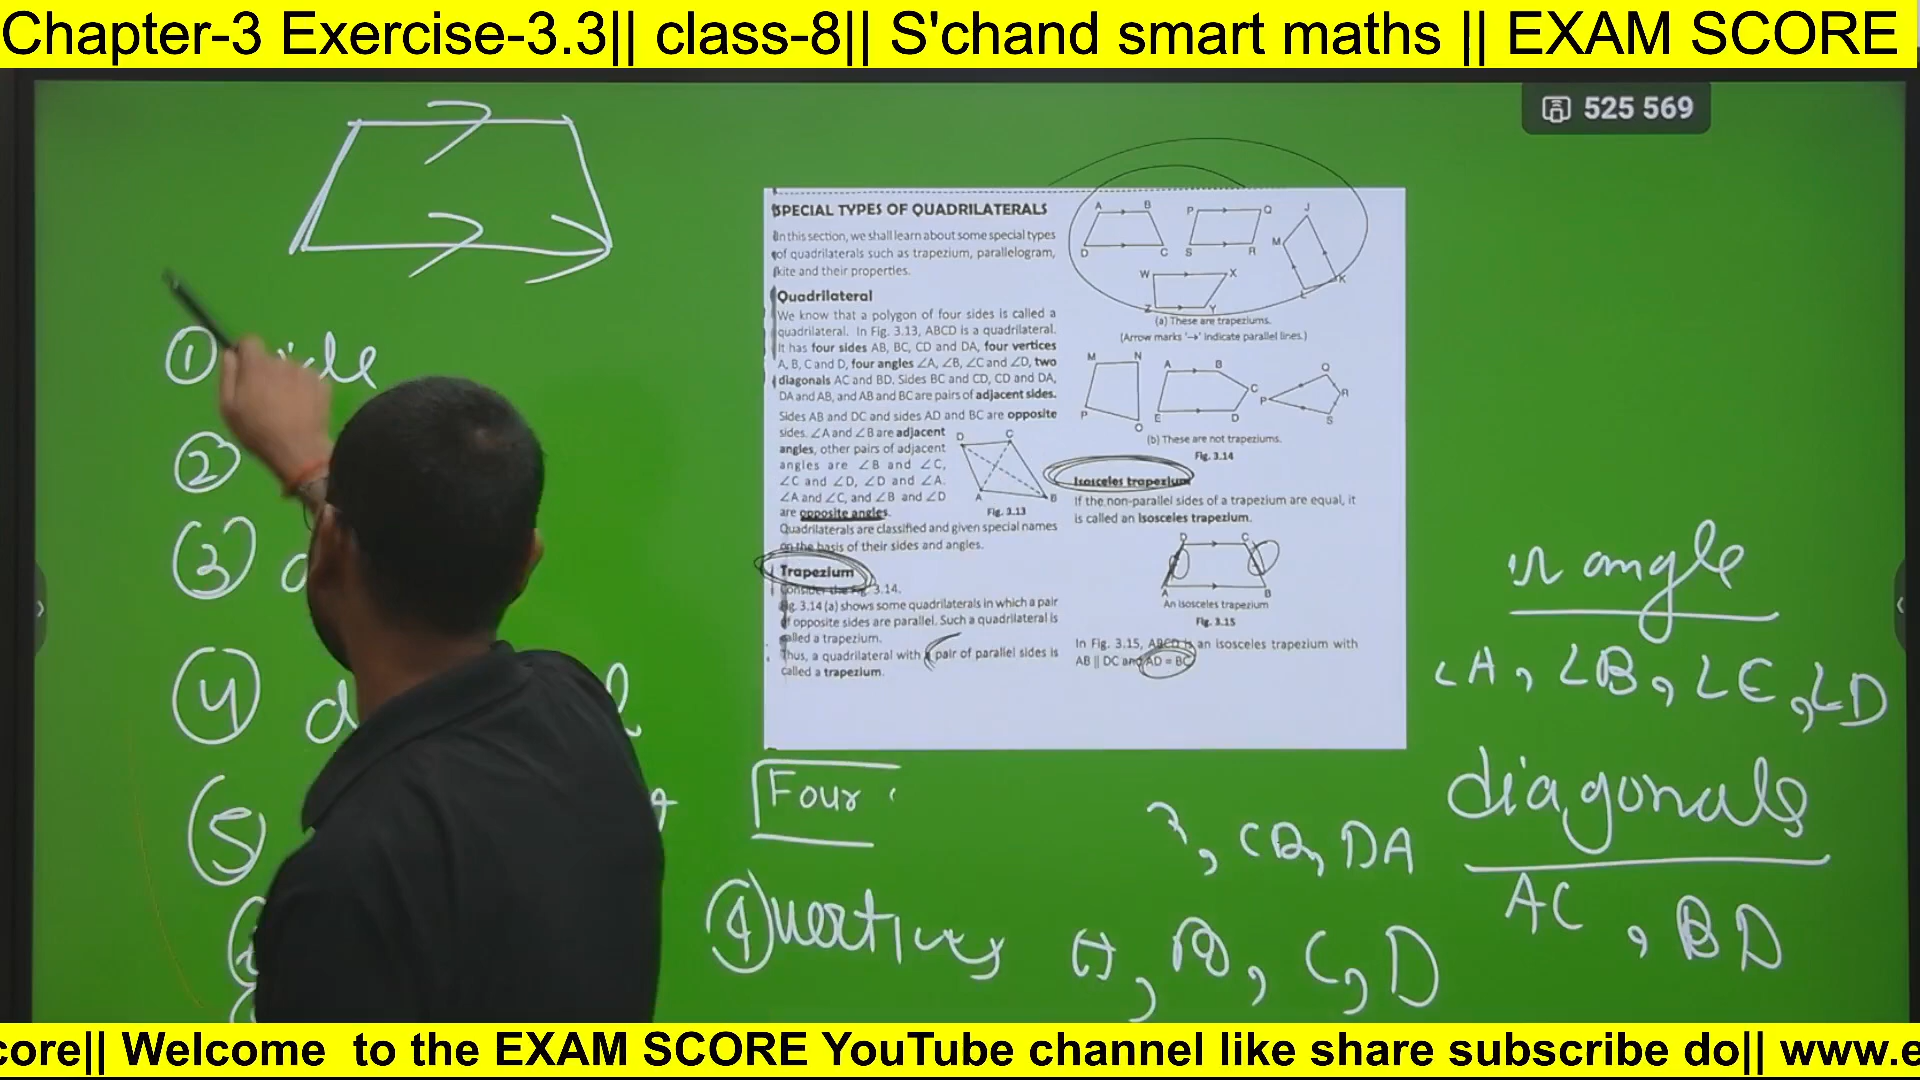 Chapter-3 Exercise-3.3|| class-8|| S'chand smart maths || EXAM SCORE
525 569
SPECIAL TYPES OF QUADRILATERALS
In this section, we shall learn about some special types
of quadrilaterals such as trapezium, parallelogram,
kite and their properties.
Quadrilateral
We know that a polygon of four sides is called a
quadrilateral. In Fig. 3.13, ABCD is a quadrilateral.
It has four sides AB, BC, CD and DA, four vertices
A, B, C and D, four angles ∠A, ∠B, ∠C and ∠D, two
diagonals AC and BD. Sides BC and CD, CD and DA,
DA and AB, and AB and BC are pairs of adjacent sides.
Sides AB and DC and sides AD and BC are opposite
sides. ∠A and ∠B are adjacent
angles, other pairs of adjacent
angles are ∠B and ∠C,
∠C and ∠D, ∠D and ∠A.
∠A and ∠C, and ∠B and ∠D
are opposite angles.
D C
A B
Fig. 3.13
Quadrilaterals are classified and given special names
on the basis of their sides and angles.
Trapezium
Consider the Fig. 3.14.
Fig. 3.14 (a) shows some quadrilaterals in which a pair
of opposite sides are parallel. Such a quadrilateral is
called a trapezium.
Thus, a quadrilateral with a pair of parallel sides is
called a trapezium.
A B P Q J
D C S R M
W X K
Z Y L
(a) These are trapeziums.
(Arrow marks '→' indicate parallel lines.)
M N A B Q
C P R
P O E D S
(b) These are not trapeziums.
Fig. 3.14
Isosceles trapezium
If the non-parallel sides of a trapezium are equal, it
is called an isosceles trapezium.
D C
A B
An isosceles trapezium
Fig. 3.15
In Fig. 3.15, ABCD is an isosceles trapezium with
AB || DC and AD = BC
①
②
③
④ d
⑤
Four
, CD, DA
④ A, B, C, D
angle
∠A, ∠B, ∠C, ∠D
diagonals
AC, BD
core|| Welcome to the EXAM SCORE YouTube channel like share subscribe do|| www.e